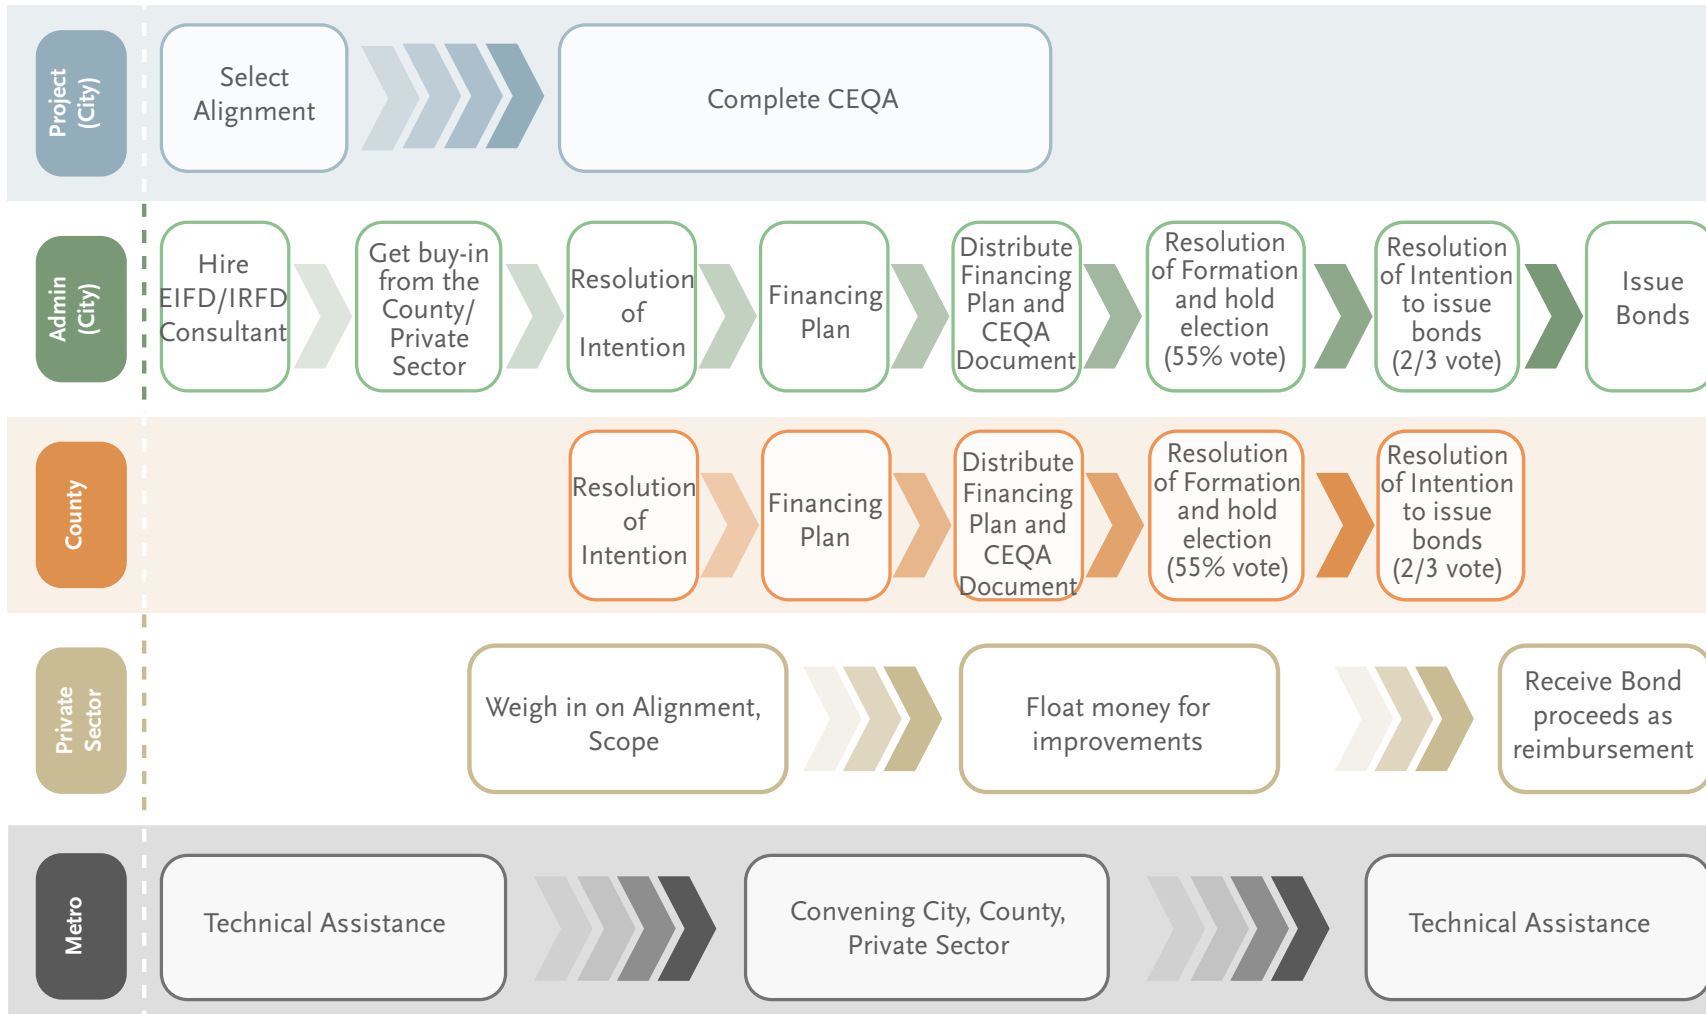 Project
(City)
Select
Alignment
Complete CEQA
Admin
(City)
Hire
EIFD/IRFD
Consultant
Get buy-in
from the
County/
Private
Sector
Resolution
of
Intention
Financing
Plan
Distribute
Financing
Plan and
CEQA
Document
Resolution
of Formation
and hold
election
(55% vote)
Resolution
of Intention
to issue
bonds
(2/3 vote)
Issue
Bonds
County
Resolution
of
Intention
Financing
Plan
Distribute
Financing
Plan and
CEQA
Document
Resolution
of Formation
and hold
election
(55% vote)
Resolution
of Intention
to issue
bonds
(2/3 vote)
Private
Sector
Weigh in on Alignment,
Scope
Float money for
improvements
Receive Bond
proceeds as
reimbursement
Metro
Technical Assistance
Convening City, County,
Private Sector
Technical Assistance